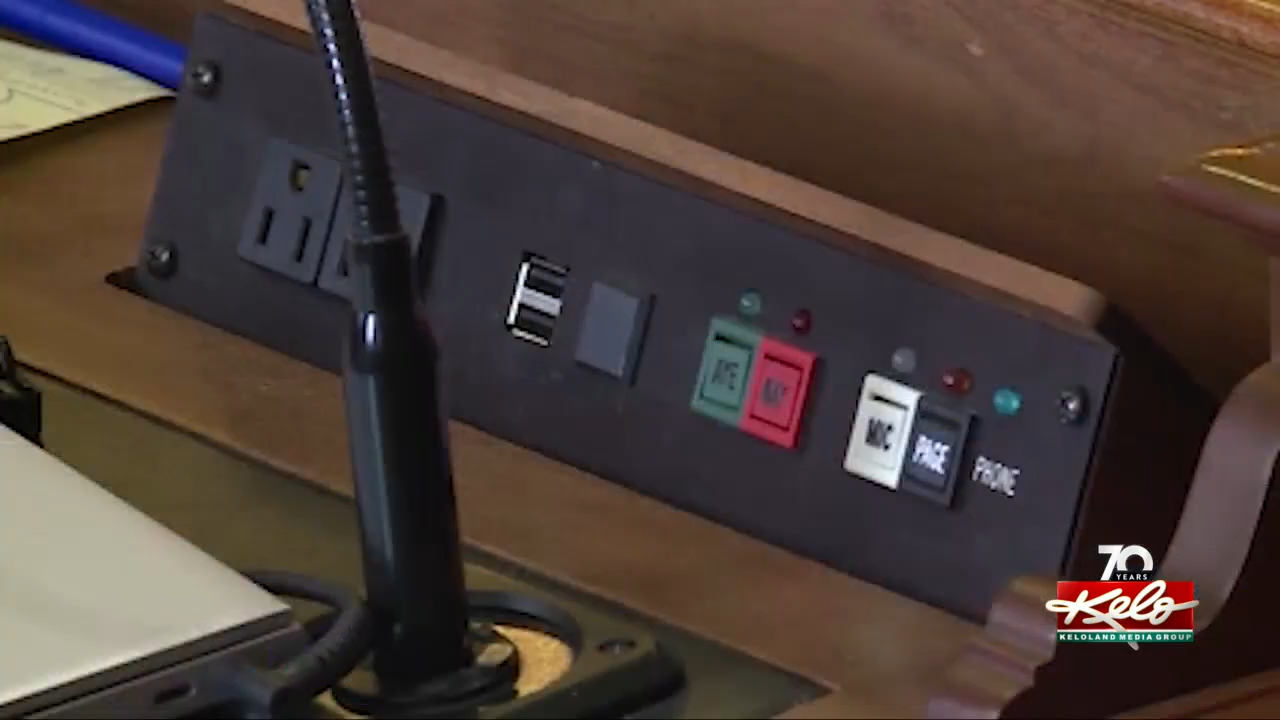 AYE
NAY
MIC
PAGE
PHONE
70
YEARS
Kelo
KELOLAND MEDIA GROUP